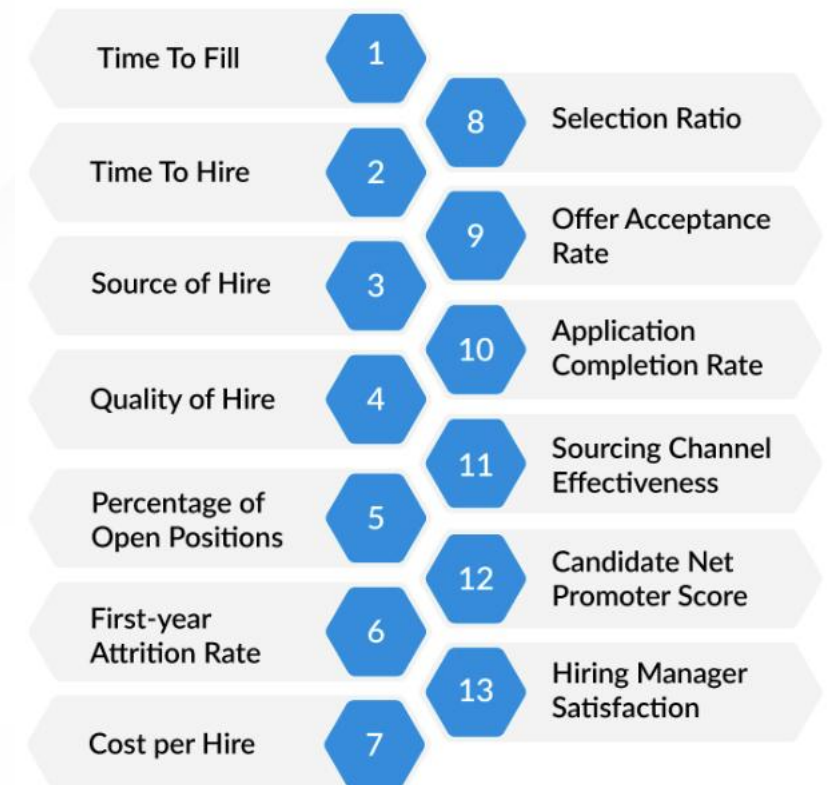 Time To Fill
1
Time To Hire
2
Source of Hire
3
Quality of Hire
4
Percentage of
Open Positions
5
First-year
Attrition Rate
6
Cost per Hire
7
8
Selection Ratio
9
Offer Acceptance
Rate
10
Application
Completion Rate
11
Sourcing Channel
Effectiveness
12
Candidate Net
Promoter Score
13
Hiring Manager
Satisfaction